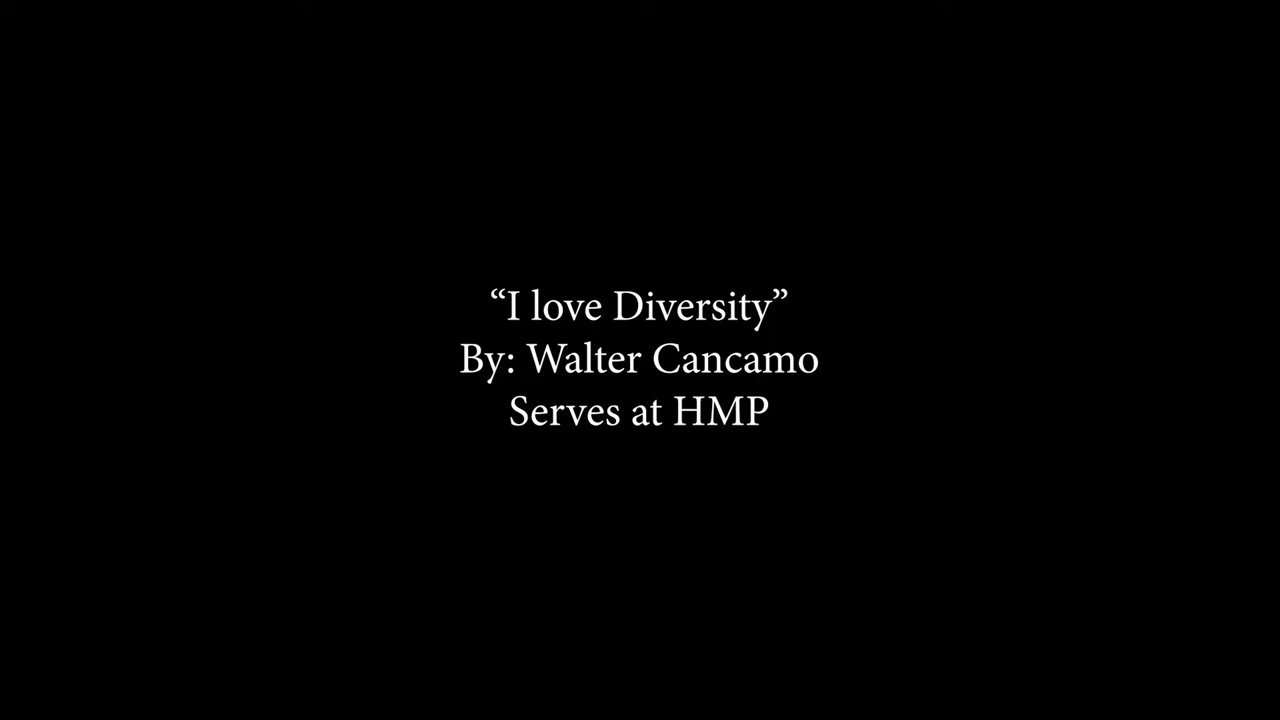 “I love Diversity”
By: Walter Cancamo
Serves at HMP